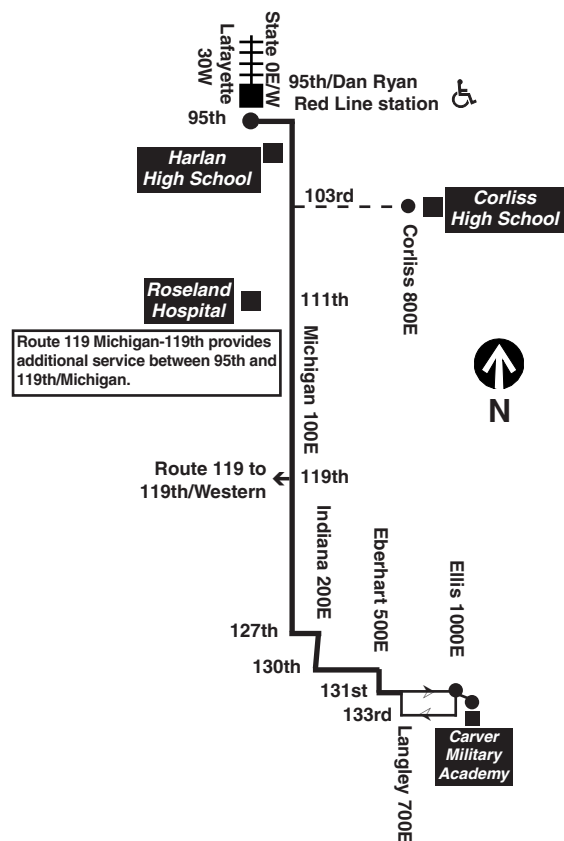 State 0E/W
Lafayette
30W
95th/Dan Ryan
Red Line station
95th
Harlan
High School
103rd
Corliss
High School
Corliss 800E
Roseland
Hospital
111th
Route 119 Michigan-119th provides
additional service between 95th and
119th/Michigan.
Michigan 100E
N
Route 119 to
119th/Western
119th
Indiana 200E
Eberhart 500E
Ellis 1000E
127th
130th
131st
133rd
Langley 700E
Carver
Military
Academy